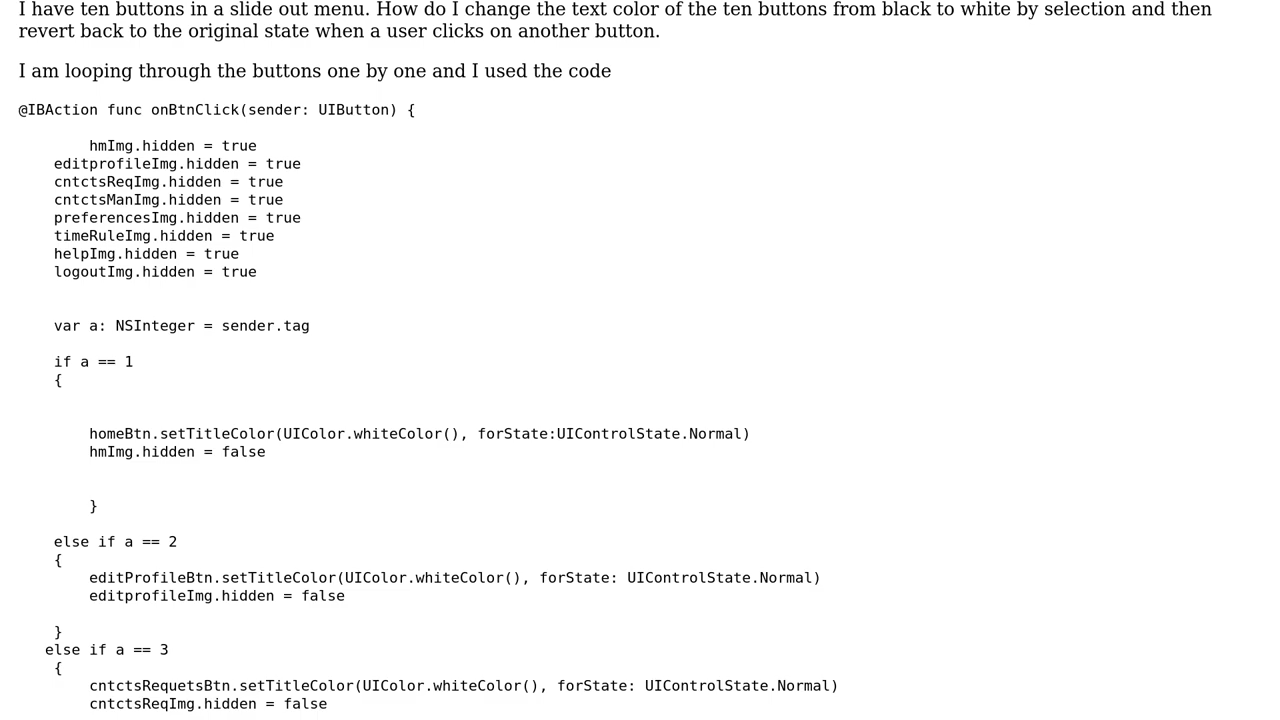 I have ten buttons in a slide out menu. How do I change the text color of the ten buttons from black to white by selection and then
revert back to the original state when a user clicks on another button.
I am looping through the buttons one by one and I used the code
@IBAction func onBtnClick(sender: UIButton) {
hmImg.hidden = true
editprofileImg.hidden = true
cntctsReqImg.hidden = true
cntctsManImg.hidden = true
preferencesImg.hidden = true
timeRuleImg.hidden = true
helpImg.hidden = true
logoutImg.hidden = true
var a: NSInteger = sender.tag
if a == 1
{
homeBtn.setTitleColor(UIColor.whiteColor(), forState:UIControlState.Normal)
hmImg.hidden = false
}
else if a == 2
{
editProfileBtn.setTitleColor(UIColor.whiteColor(), forState: UIControlState.Normal)
editprofileImg.hidden = false
}
else if a == 3
{
cntctsRequetsBtn.setTitleColor(UIColor.whiteColor(), forState: UIControlState.Normal)
cntctsReqImg.hidden = false